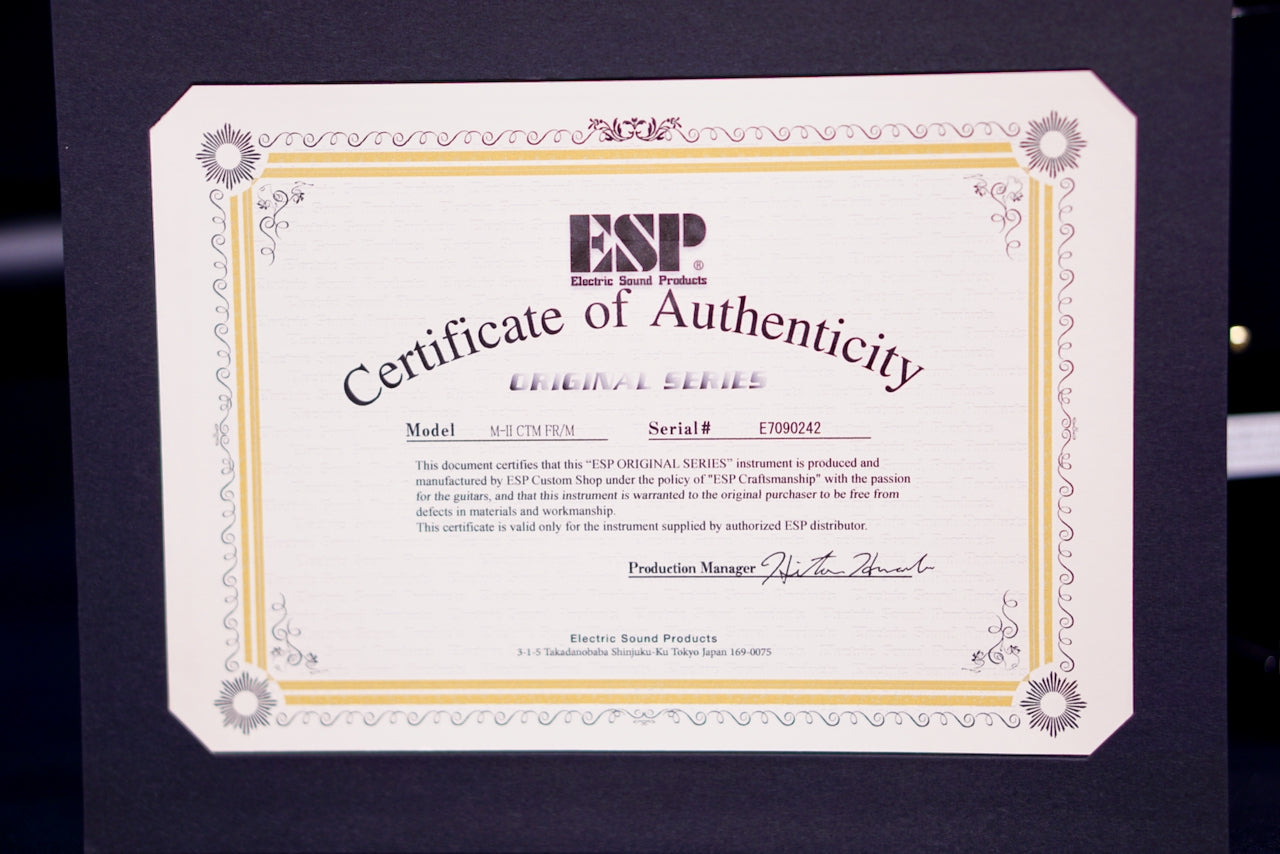 ESP®
Electric Sound Products
Certificate of Authenticity
ORIGINAL SERIES
Model M-II CTM FR/M Serial# E7090242
This document certifies that this “ESP ORIGINAL SERIES” instrument is produced and
manufactured by ESP Custom Shop under the policy of "ESP Craftsmanship" with the passion
for the guitars, and that this instrument is warranted to the original purchaser to be free from
defects in materials and workmanship.
This certificate is valid only for the instrument supplied by authorized ESP distributor.
Production Manager
Electric Sound Products
3-1-5 Takadanobaba Shinjuku-Ku Tokyo Japan 169-0075